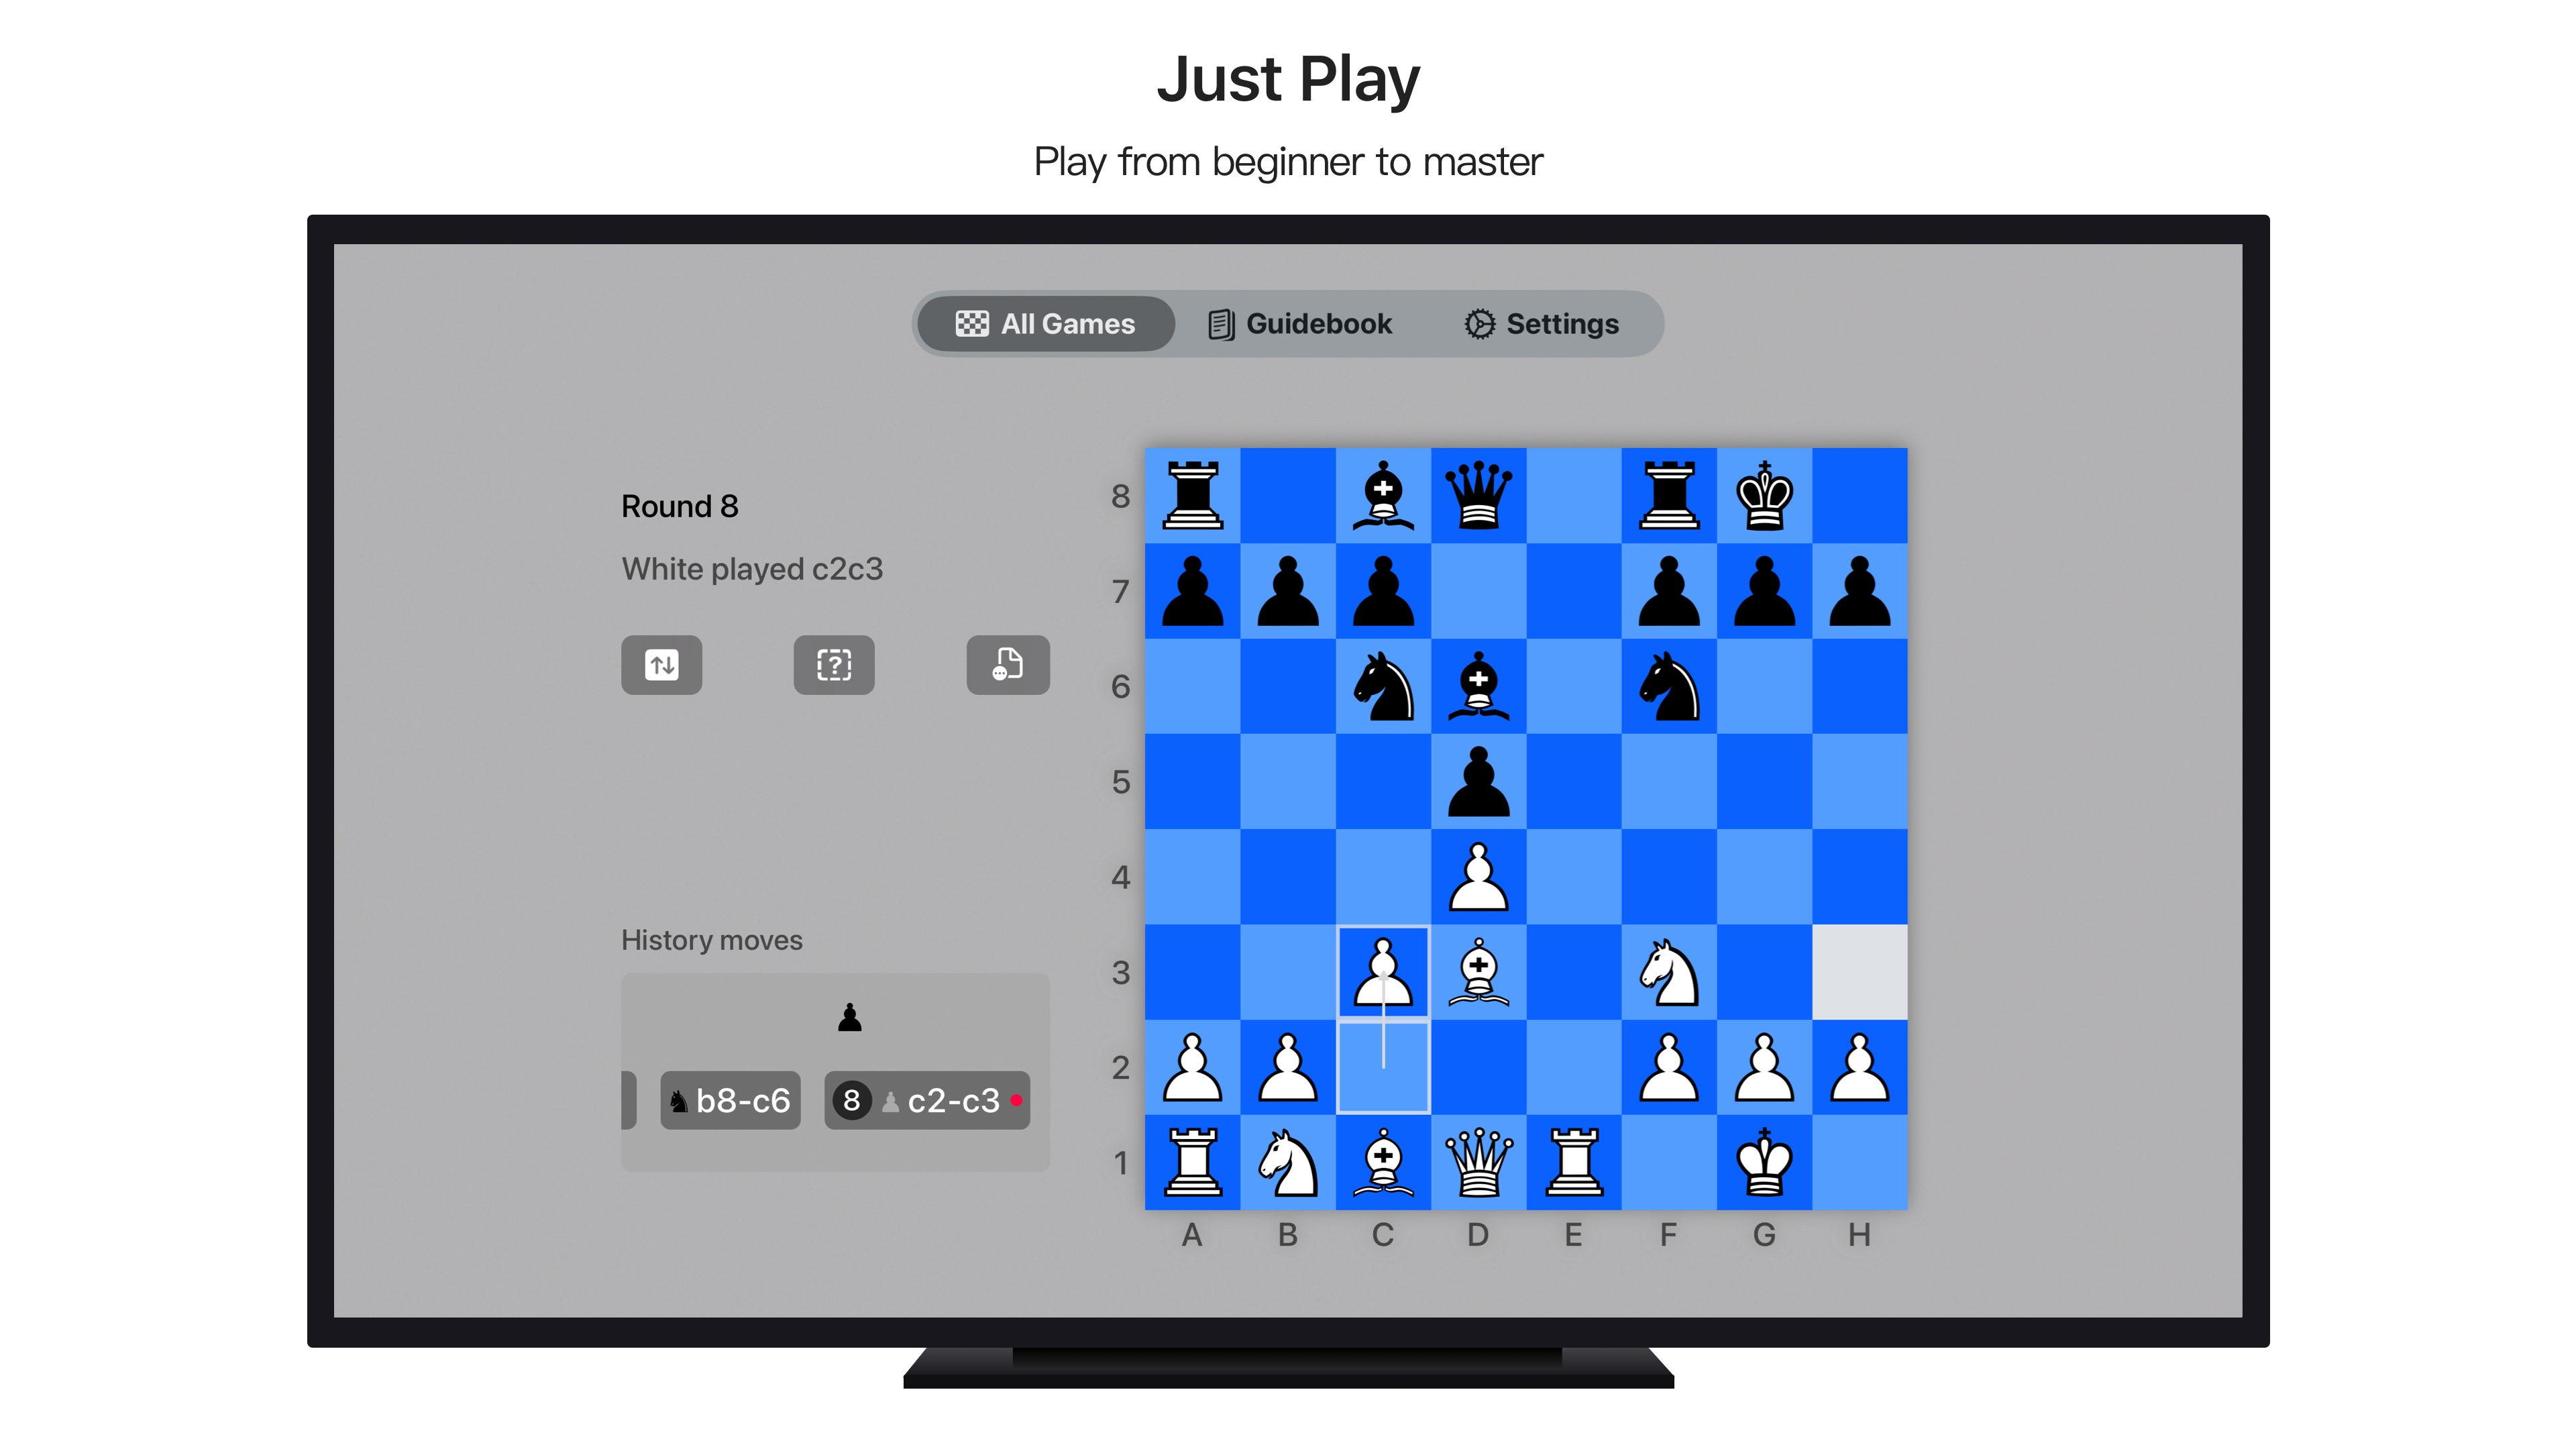 Just Play
Play from beginner to master
All Games Guidebook Settings
Round 8
White played c2c3
?
History moves
b8-c6 8 c2-c3
8
7
6
5
4
3
2
1
A B C D E F G H